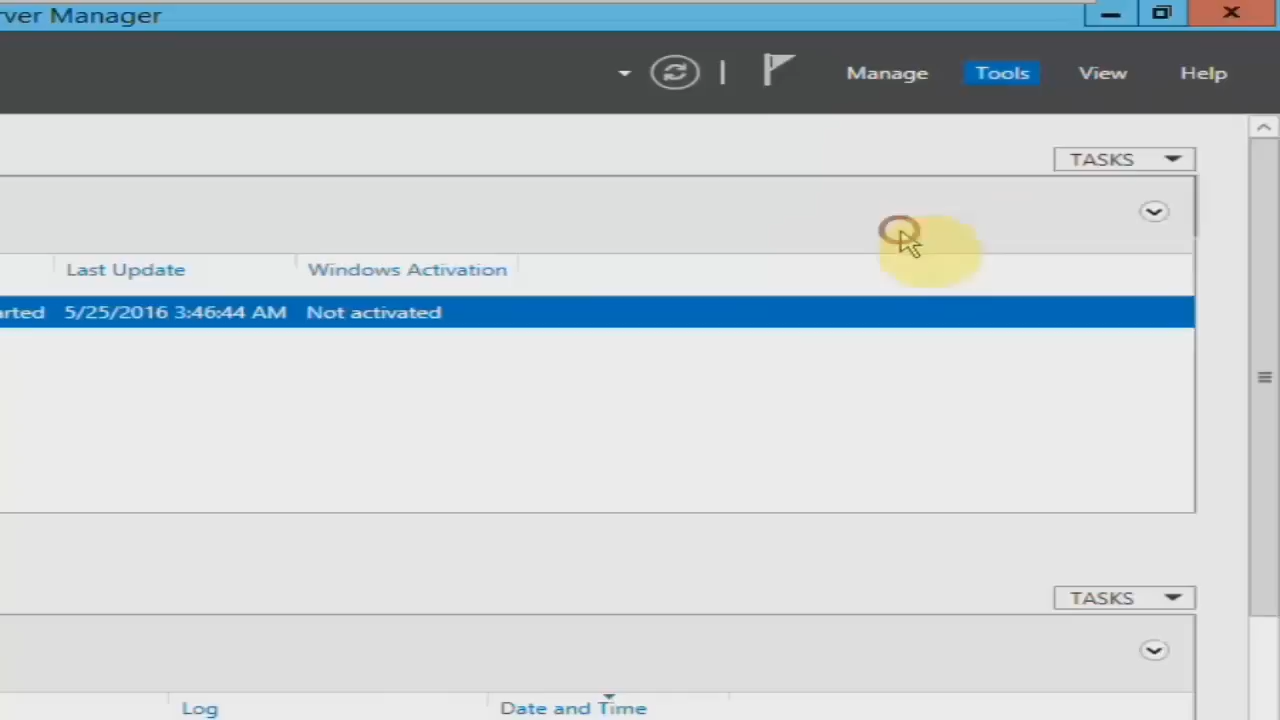 ver Manager
Manage Tools View Help
TASKS
Last Update Windows Activation
arted 5/25/2016 3:46:44 AM Not activated
TASKS
Log Date and Time